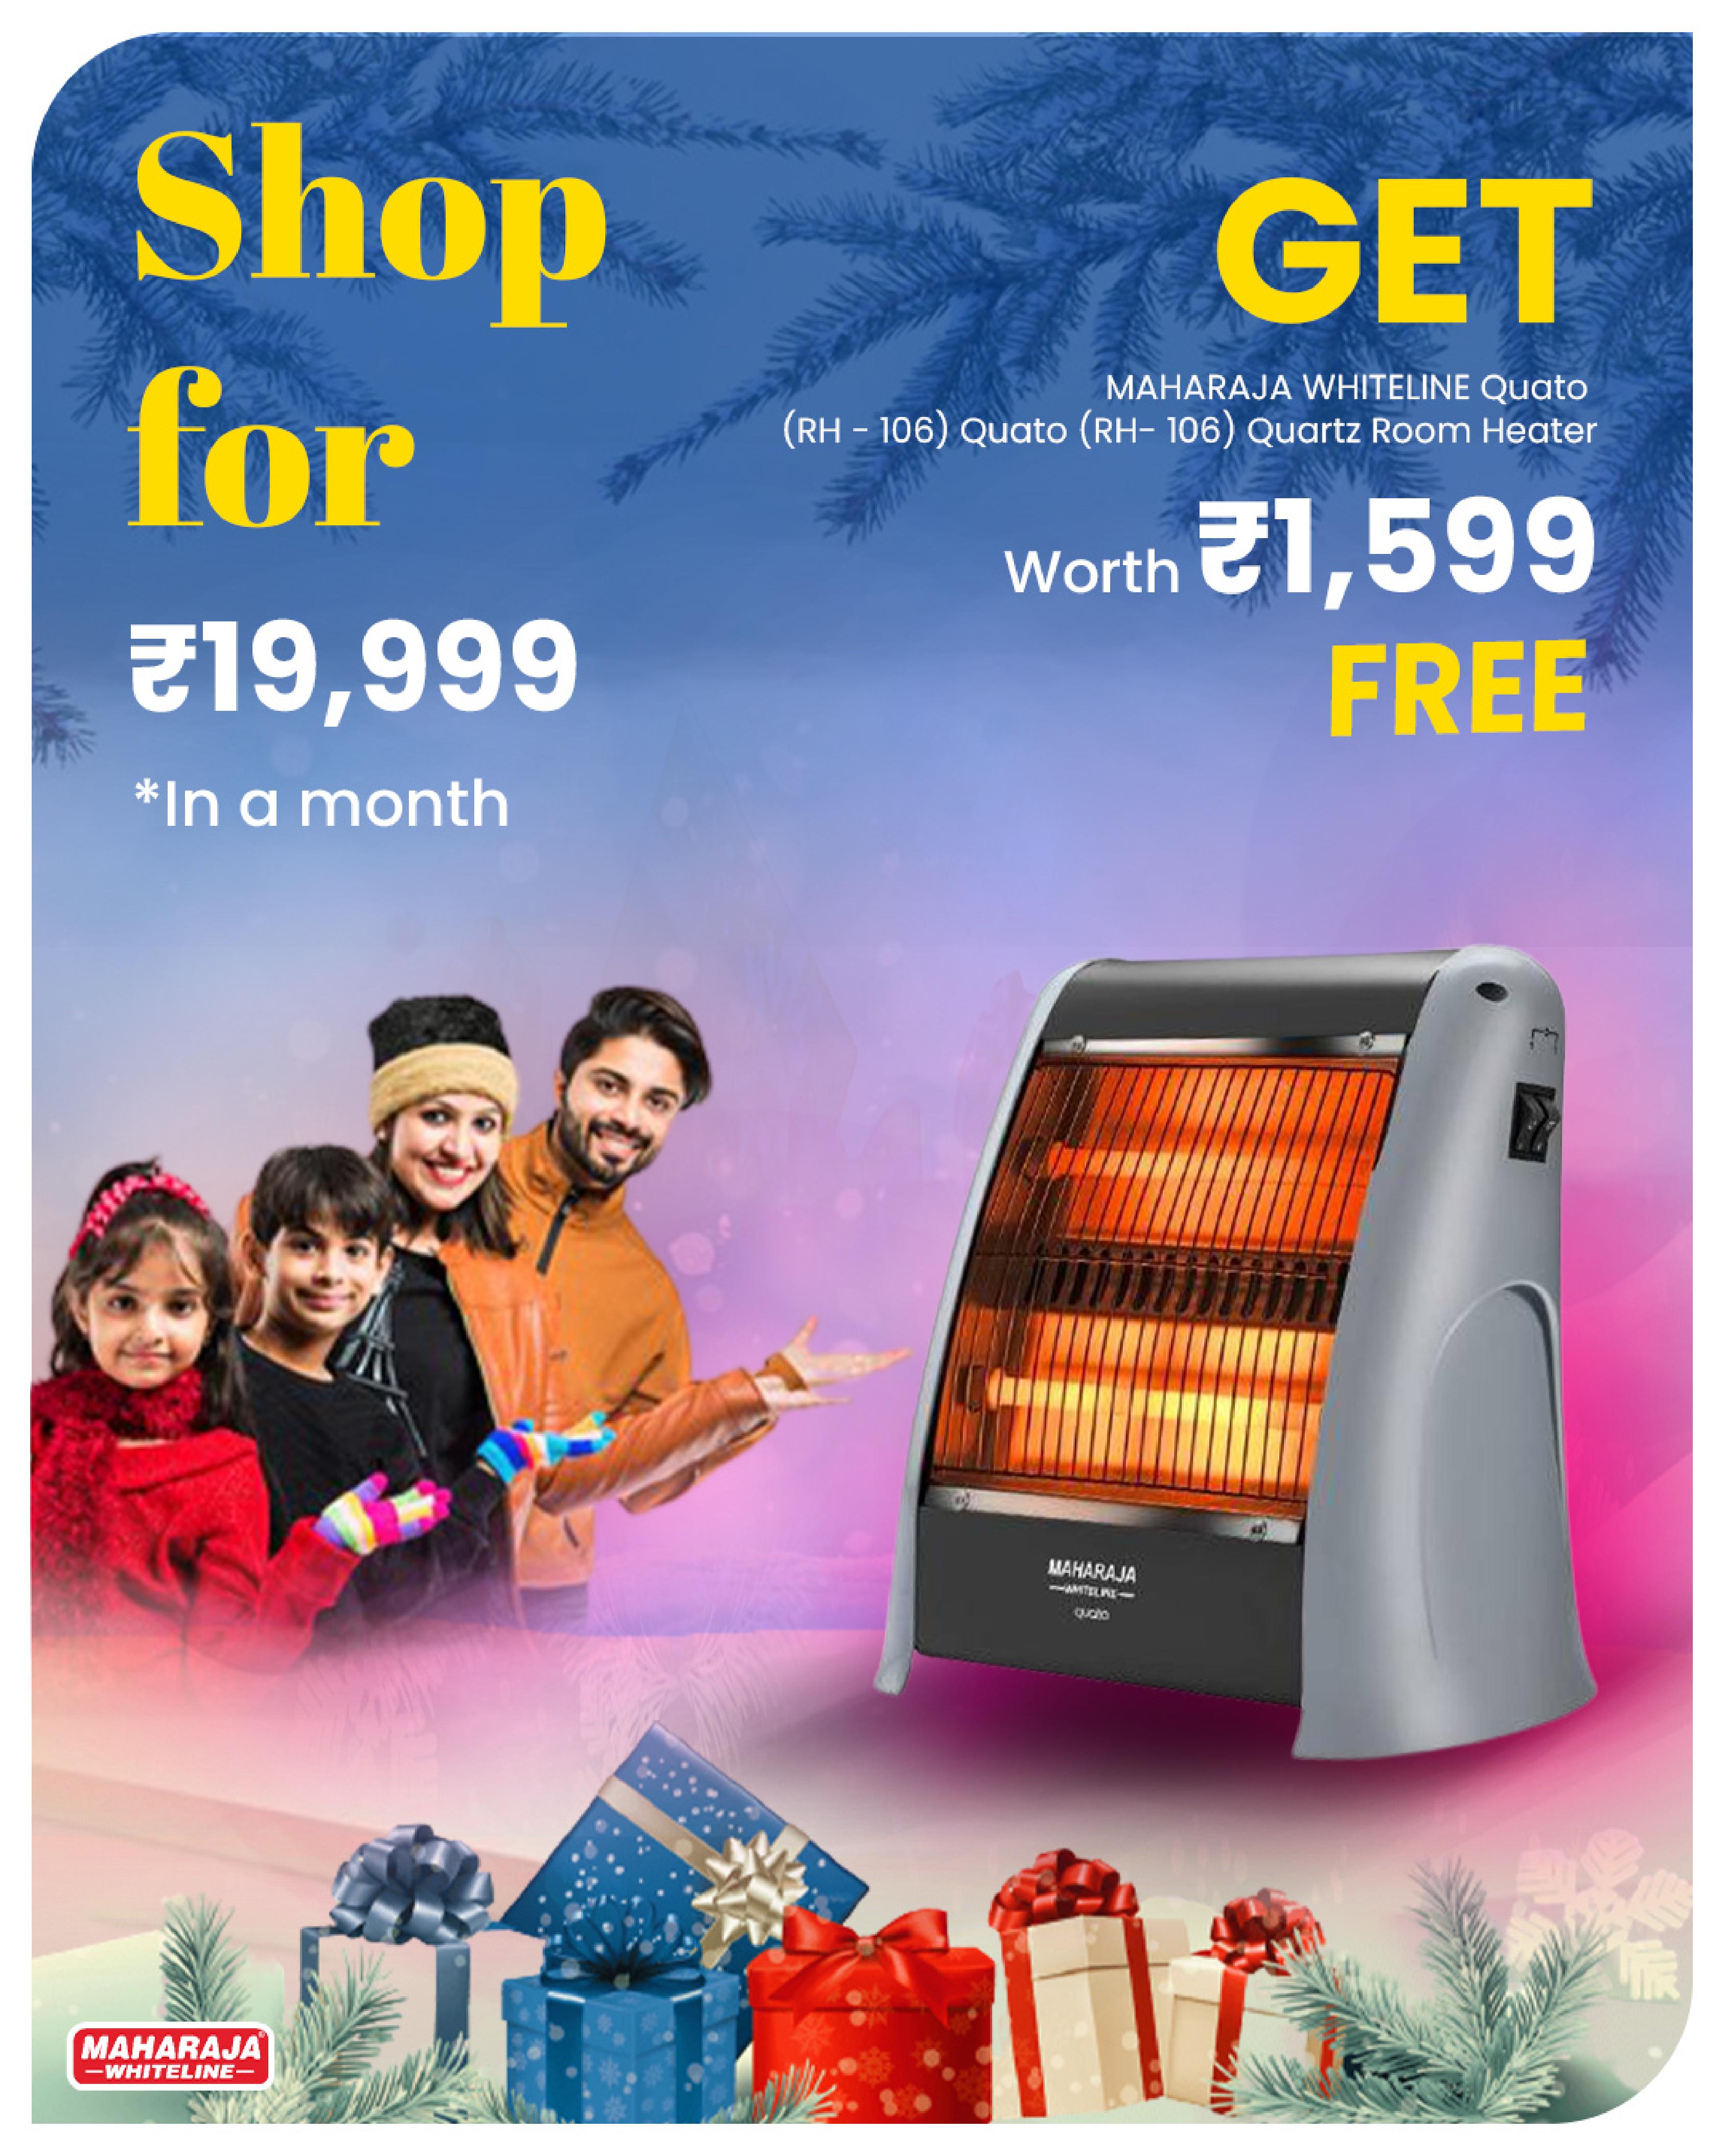 Shop
for
₹19,999
*In a month
GET
MAHARAJA WHITELINE Quato
(RH - 106) Quato (RH- 106) Quartz Room Heater
Worth ₹1,599
FREE
MAHARAJA
WHITELINE
quato
MAHARAJA
WHITELINE